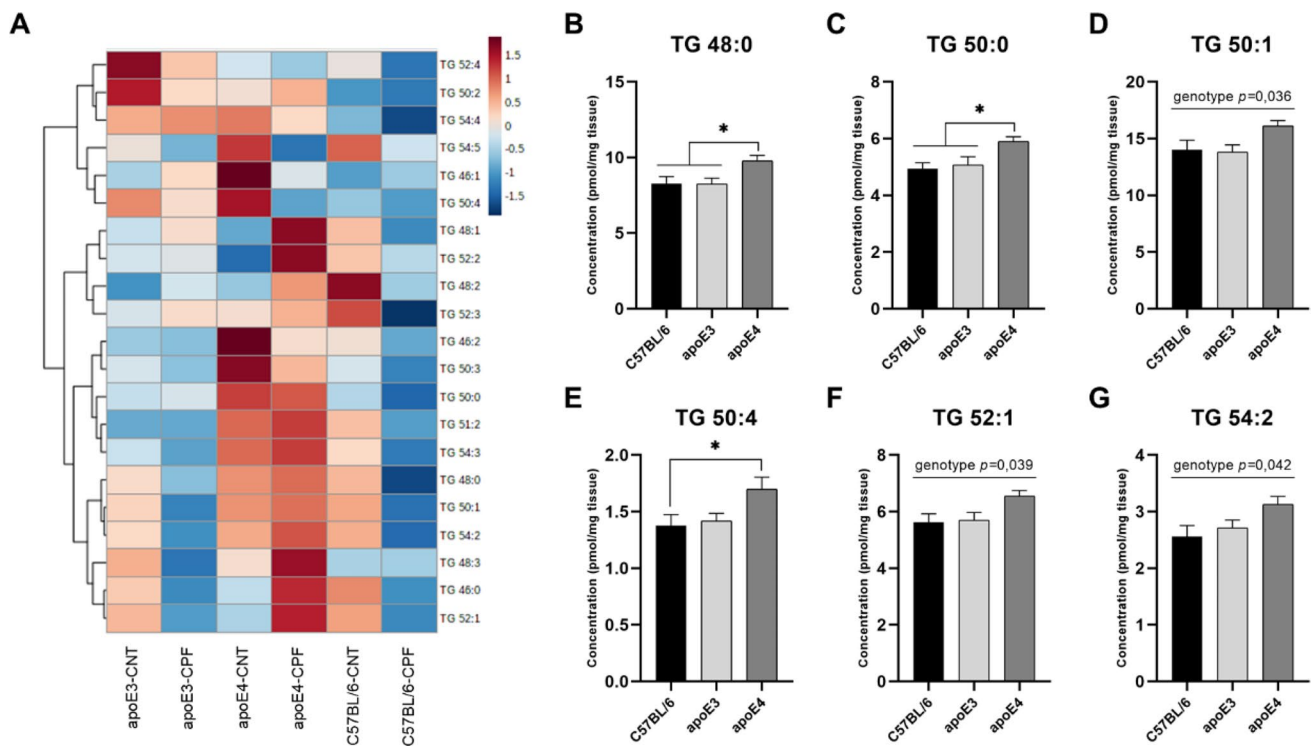 A
TG 52:4
TG 50:2
TG 54:4
TG 54:5
TG 46:1
TG 50:4
TG 48:1
TG 52:2
TG 48:2
TG 52:3
TG 46:2
TG 50:3
TG 50:0
TG 51:2
TG 54:3
TG 48:0
TG 50:1
TG 54:2
TG 48:3
TG 46:0
TG 52:1
1.5
1
0.5
0
-0.5
-1
-1.5
apoE3-CNT
apoE3-CPF
apoE4-CNT
apoE4-CPF
C57BL/6-CNT
C57BL/6-CPF
B
TG 48:0
Concentration (pmol/mg tissue)
15
10
5
0
*
C57BL/6
apoE3
apoE4
C
TG 50:0
Concentration (pmol/mg tissue)
8
6
4
2
0
*
C57BL/6
apoE3
apoE4
D
TG 50:1
Concentration (pmol/mg tissue)
20
15
10
5
0
genotype p=0,036
C57BL/6
apoE3
apoE4
E
TG 50:4
Concentration (pmol/mg tissue)
2.0
1.5
1.0
0.5
0.0
*
C57BL/6
apoE3
apoE4
F
TG 52:1
Concentration (pmol/mg tissue)
8
6
4
2
0
genotype p=0,039
C57BL/6
apoE3
apoE4
G
TG 54:2
Concentration (pmol/mg tissue)
4
3
2
1
0
genotype p=0,042
C57BL/6
apoE3
apoE4